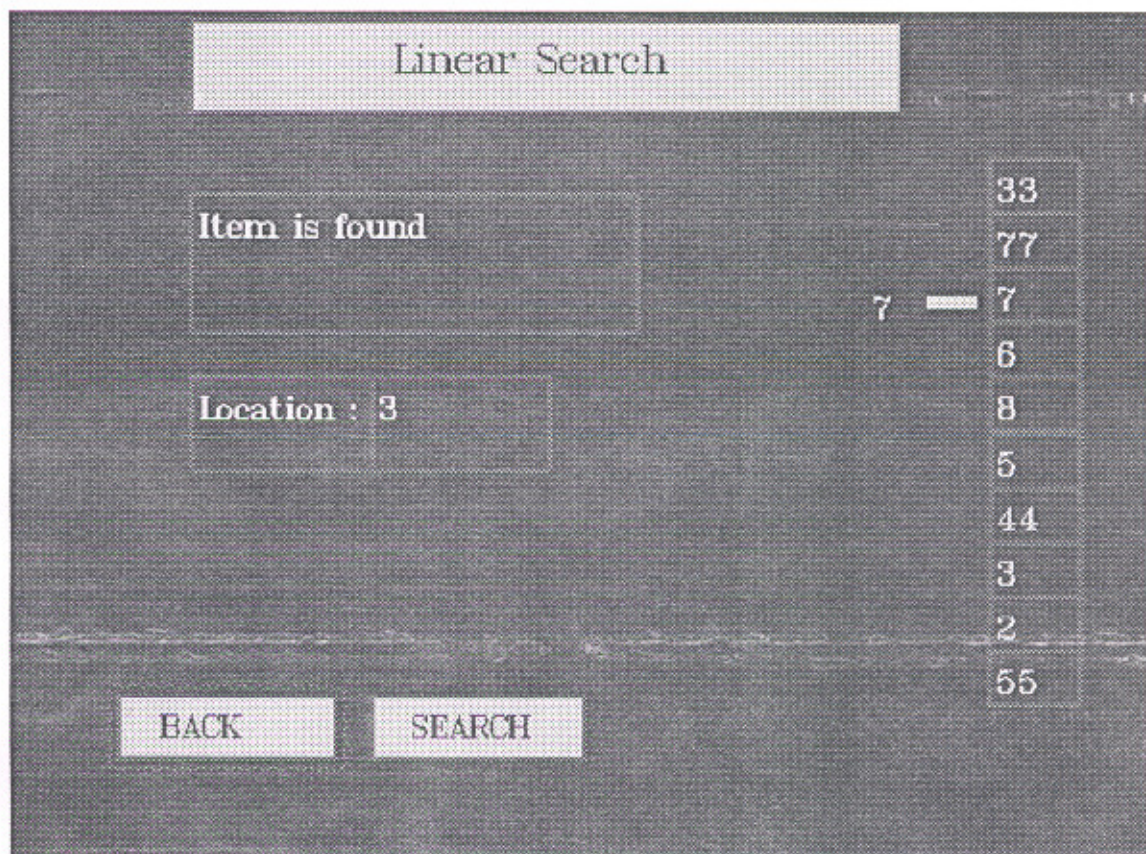 Linear Search
Item is found
Location : 3
7
33
77
7
6
8
5
44
3
2
55
BACK
SEARCH